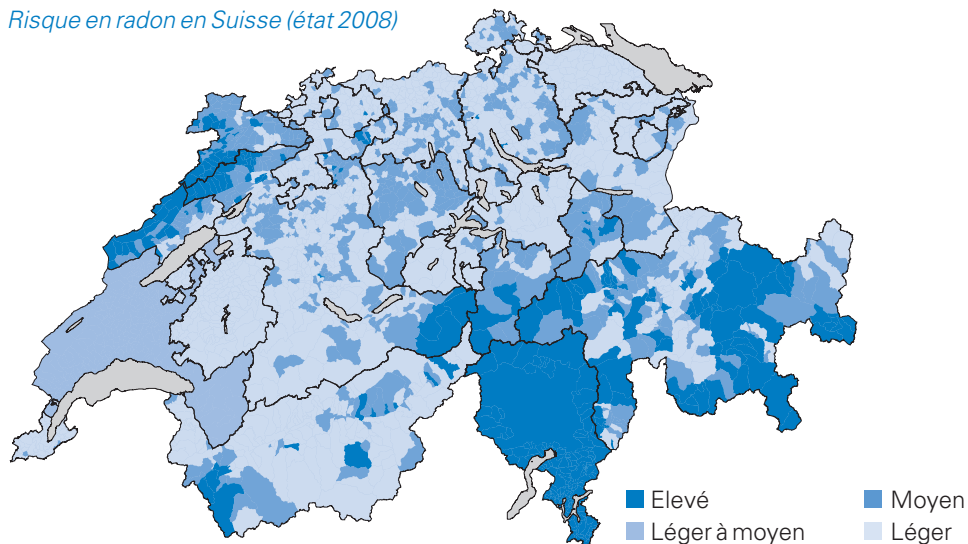 Risque en radon en Suisse (état 2008)
Elevé
Moyen
Léger à moyen
Léger